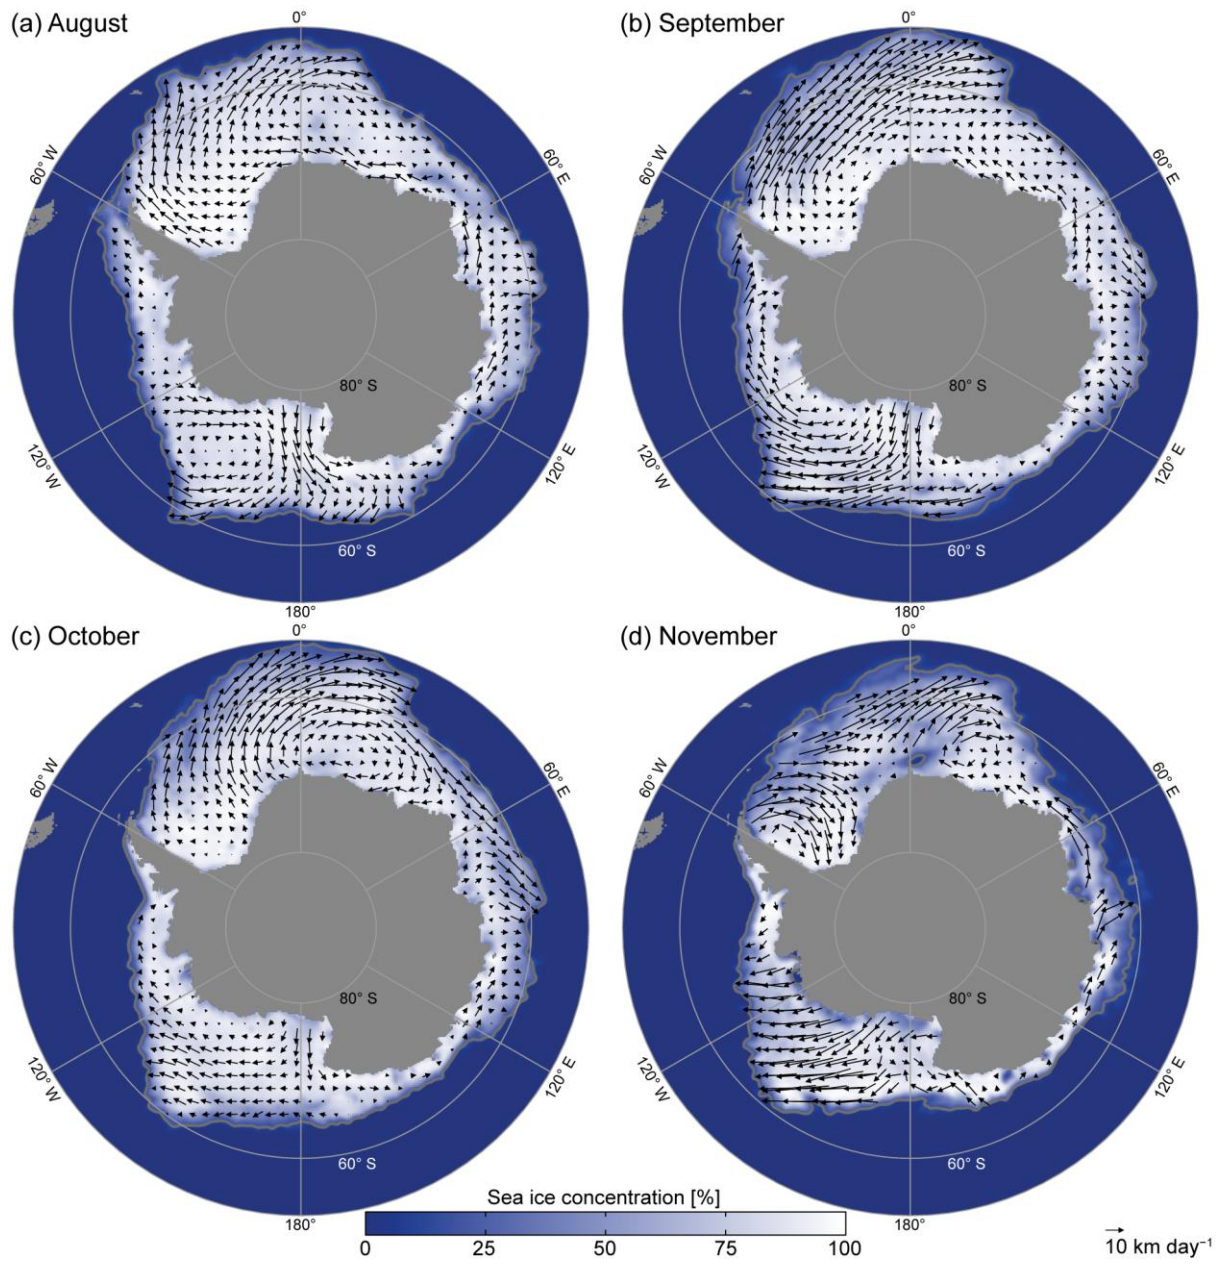 (a) August
0°
60° W
60° E
120° W
120° E
80° S
60° S
180°
(b) September
0°
60° W
60° E
120° W
120° E
80° S
60° S
180°
(c) October
0°
60° W
60° E
120° W
120° E
80° S
60° S
180°
(d) November
0°
60° W
60° E
120° W
120° E
80° S
60° S
180°
Sea ice concentration [%]
0 25 50 75 100
10 km day⁻¹